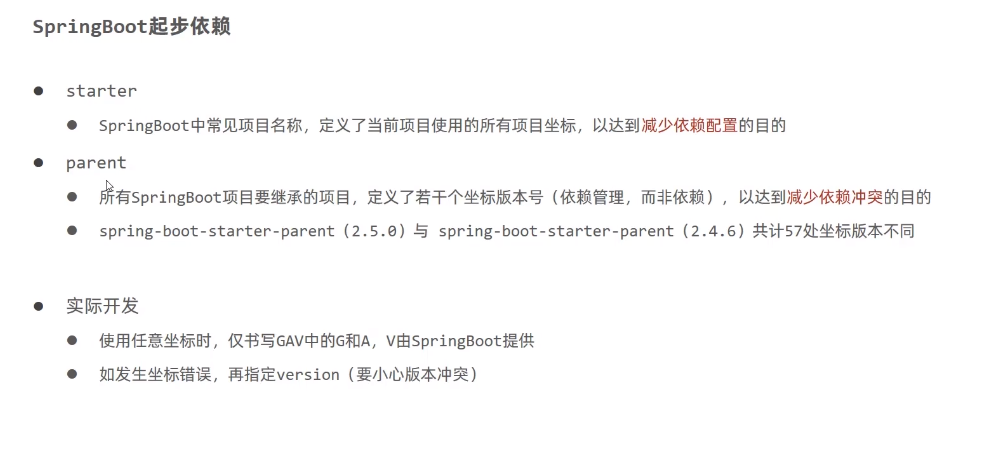 SpringBoot起步依赖
starter
SpringBoot中常见项目名称，定义了当前项目使用的所有项目坐标，以达到减少依赖配置的目的
parent
所有SpringBoot项目要继承的项目，定义了若干个坐标版本号（依赖管理，而非依赖），以达到减少依赖冲突的目的
spring-boot-starter-parent（2.5.0）与 spring-boot-starter-parent（2.4.6）共计57处坐标版本不同
实际开发
使用任意坐标时，仅书写GAV中的G和A，V由SpringBoot提供
如发生坐标错误，再指定version（要小心版本冲突）